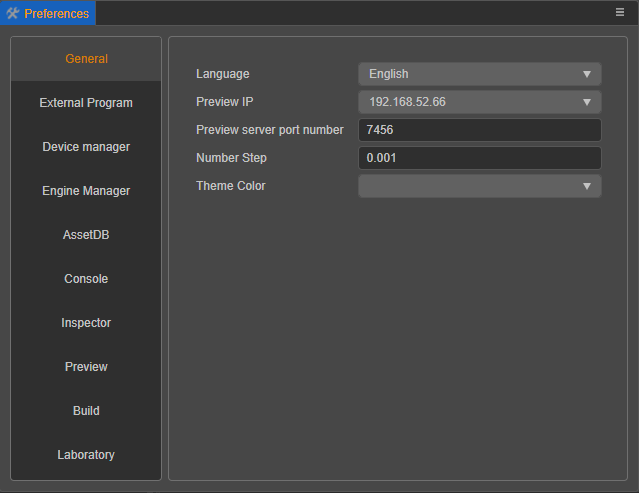 Preferences
General
External Program
Device manager
Engine Manager
AssetDB
Console
Inspector
Preview
Build
Laboratory
Language English
Preview IP 192.168.52.66
Preview server port number 7456
Number Step 0.001
Theme Color